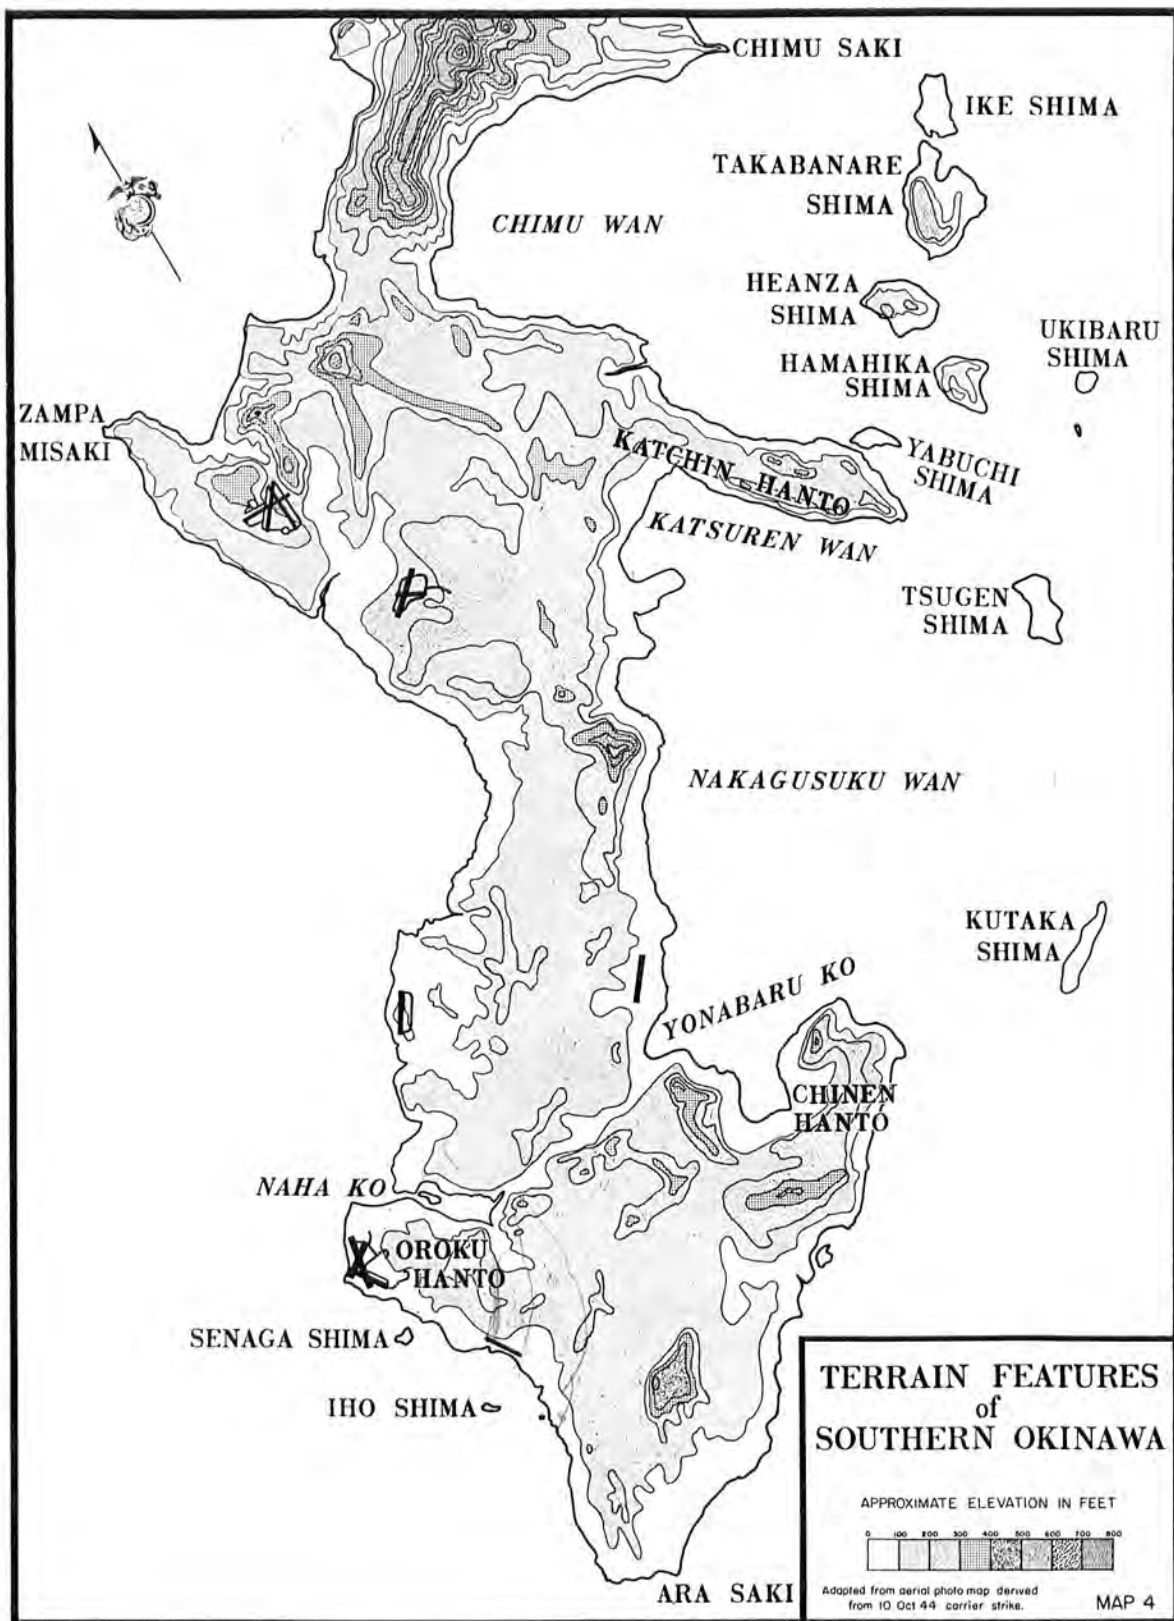 CHIMU SAKI
IKE SHIMA
TAKABANARE
SHIMA
CHIMU WAN
HEANZA
SHIMA
UKIBARU
SHIMA
HAMAHIKA
SHIMA
ZAMPA
MISAKI
YABUCHI
SHIMA
KATCHIN HANTO
KATSUREN WAN
TSUGEN
SHIMA
NAKAGUSUKU WAN
KUTAKA
SHIMA
YONABARU KO
CHINEN
HANTO
NAHA KO
OROKU
HANTO
SENAGA SHIMA
IHO SHIMA
ARA SAKI
TERRAIN FEATURES
of
SOUTHERN OKINAWA
APPROXIMATE ELEVATION IN FEET
0 100 200 300 400 500 600 700 800
Adapted from aerial photo map derived
from 10 Oct 44 carrier strike.
MAP 4